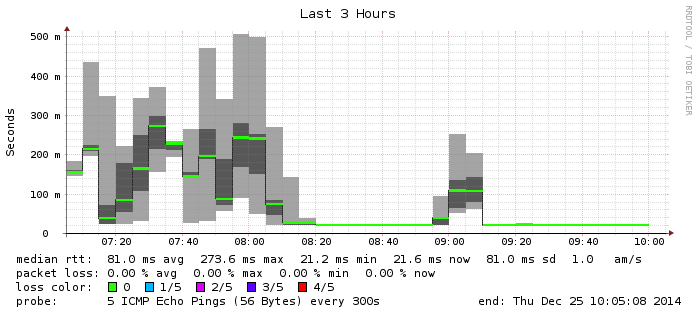 Last 3 Hours
RRDTOOL / TOBI OETIKER
Seconds
500 m
400 m
300 m
200 m
100 m
0
07:20 07:40 08:00 08:20 08:40 09:00 09:20 09:40 10:00
median rtt: 81.0 ms avg 273.6 ms max 21.2 ms min 21.6 ms now 81.0 ms sd 1.0 am/s
packet loss: 0.00 % avg 0.00 % max 0.00 % min 0.00 % now
loss color: 0 1/5 2/5 3/5 4/5
probe: 5 ICMP Echo Pings (56 Bytes) every 300s end: Thu Dec 25 10:05:08 2014